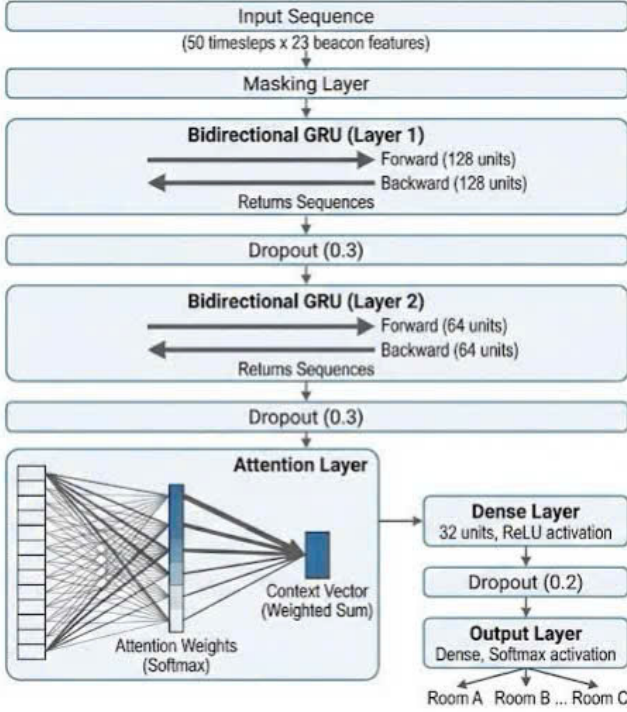 Input Sequence
(50 timesteps x 23 beacon features)
Masking Layer
Bidirectional GRU (Layer 1)
Forward (128 units)
Backward (128 units)
Returns Sequences
Dropout (0.3)
Bidirectional GRU (Layer 2)
Forward (64 units)
Backward (64 units)
Returns Sequences
Dropout (0.3)
Attention Layer
Attention Weights
(Softmax)
Context Vector
(Weighted Sum)
Dense Layer
32 units, ReLU activation
Dropout (0.2)
Output Layer
Dense, Softmax activation
Room A Room B ... Room C